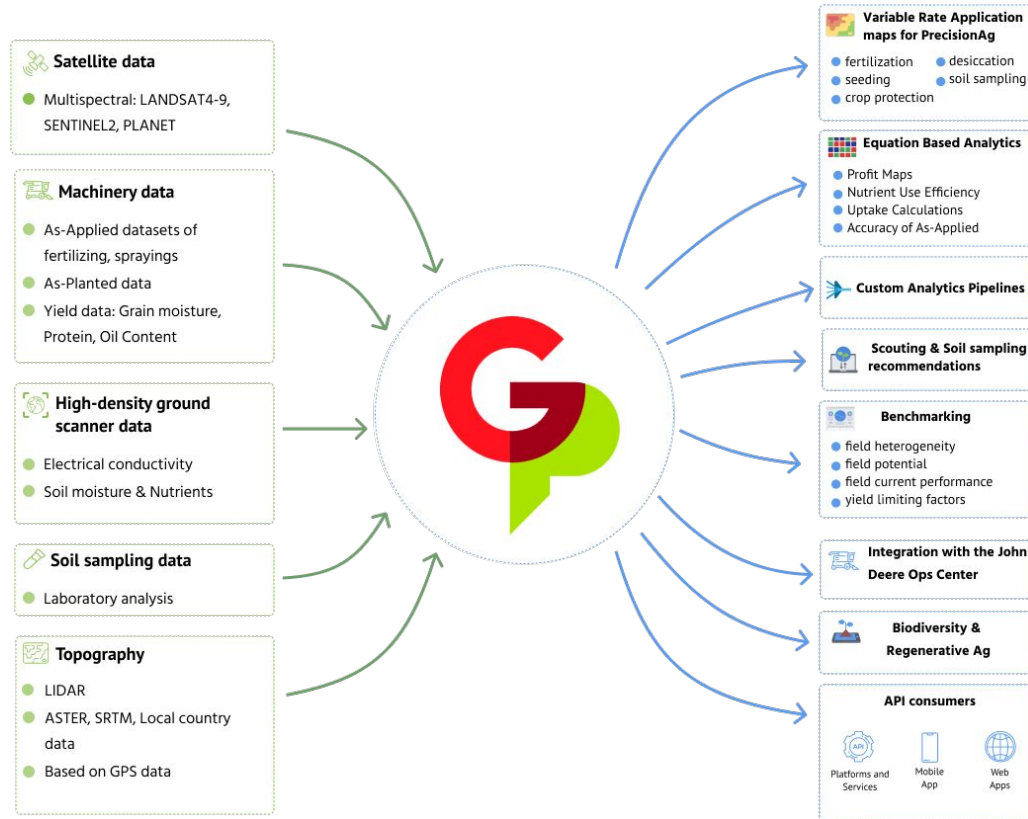 Satellite data
Multispectral: LANDSAT4-9,
SENTINEL2, PLANET
Machinery data
As-Applied datasets of
fertilizing, sprayings
As-Planted data
Yield data: Grain moisture,
Protein, Oil Content
High-density ground
scanner data
Electrical conductivity
Soil moisture & Nutrients
Soil sampling data
Laboratory analysis
Topography
LIDAR
ASTER, SRTM, Local country
data
Based on GPS data
GP
Variable Rate Application
maps for PrecisionAg
fertilization
desiccation
seeding
soil sampling
crop protection
Equation Based Analytics
Profit Maps
Nutrient Use Efficiency
Uptake Calculations
Accuracy of As-Applied
Custom Analytics Pipelines
Scouting & Soil sampling
recommendations
Benchmarking
field heterogeneity
field potential
field current performance
yield limiting factors
Integration with the John
Deere Ops Center
Biodiversity &
Regenerative Ag
API consumers
API
Platforms and
Services
Mobile
App
Web
Apps